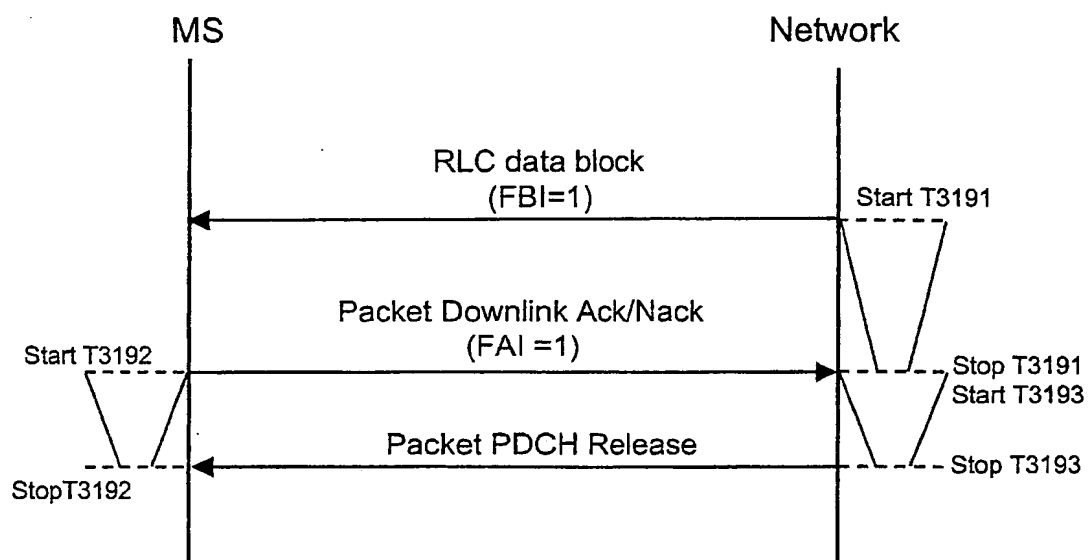 MS
Network
RLC data block
(FBI=1)
Start T3191
Packet Downlink Ack/Nack
(FAI =1)
Start T3192
Stop T3191
Start T3193
Packet PDCH Release
Stop T3193
StopT3192